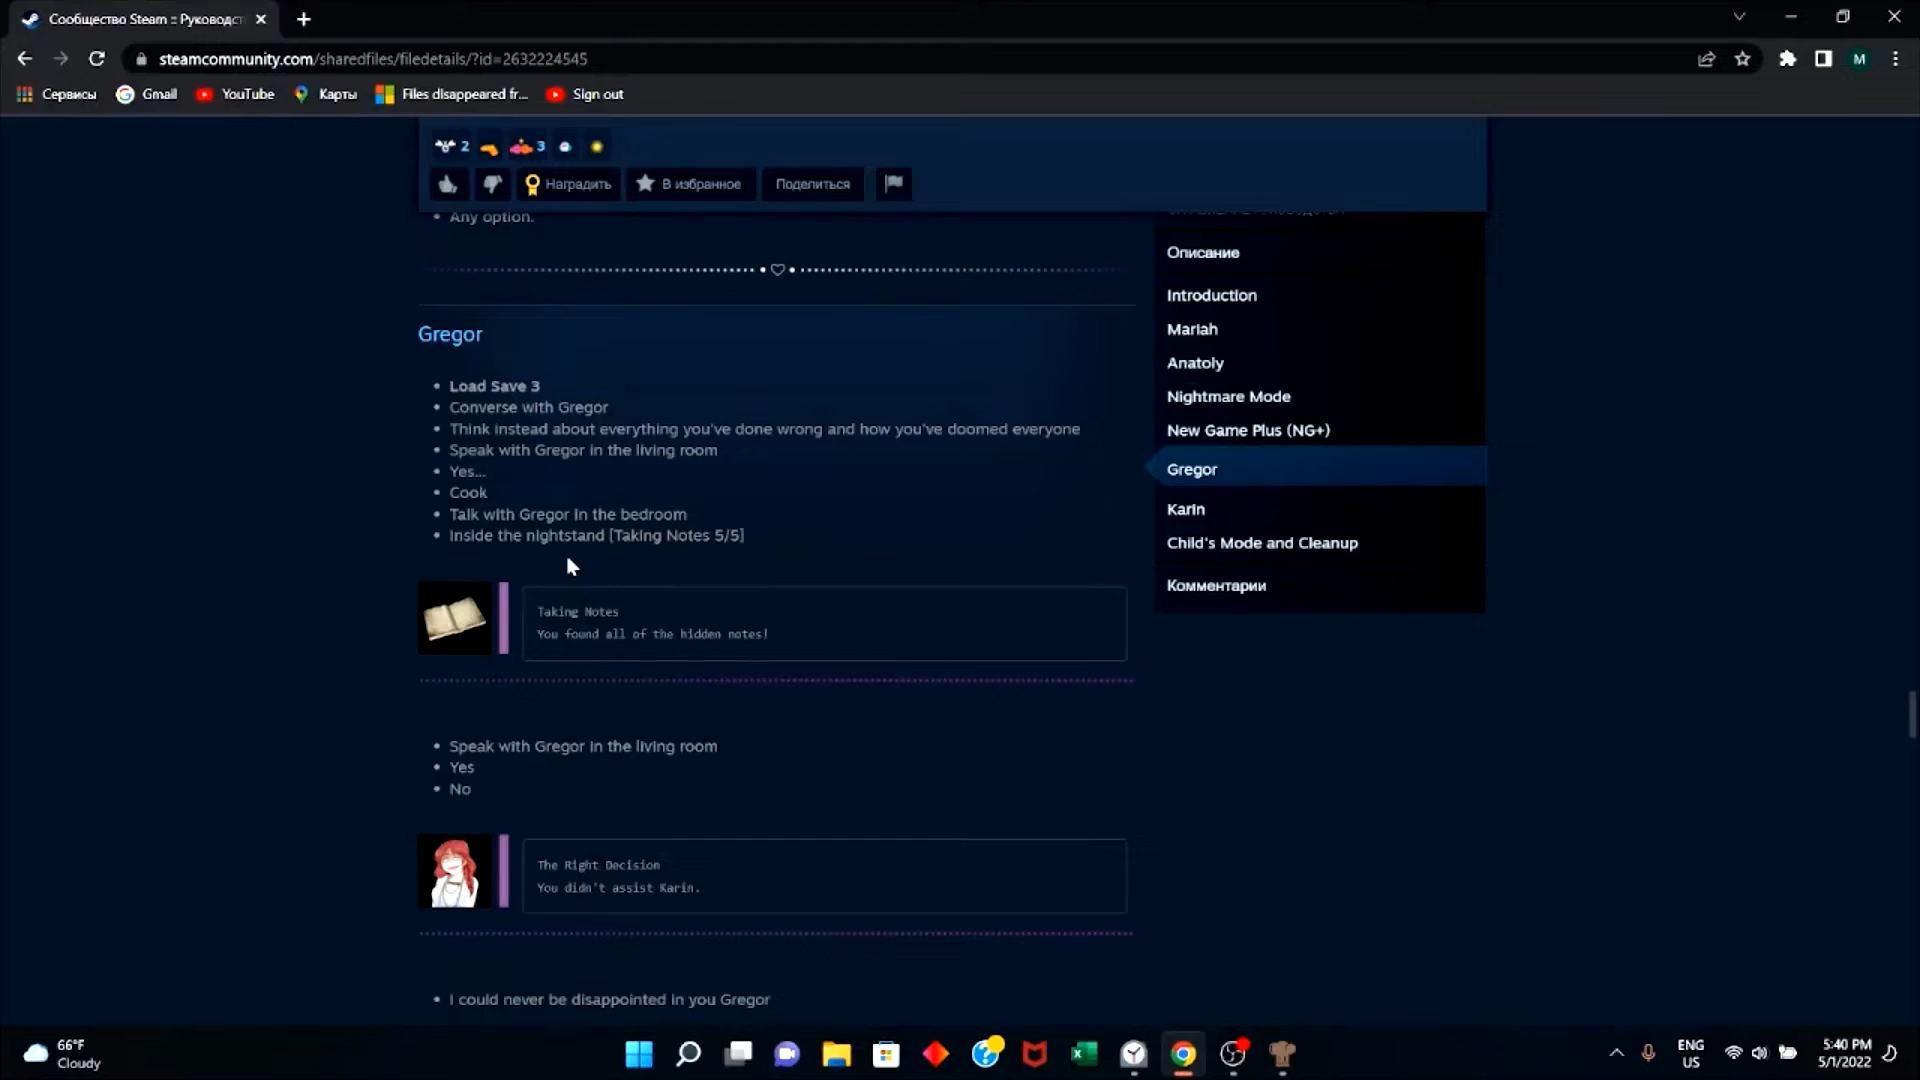 Сообщество Steam :: Руководст
steamcommunity.com/sharedfiles/filedetails/?id=2632224545
M
Сервисы
Gmail
YouTube
Карты
Files disappeared fr...
Sign out
2
3
Наградить
В избранное
Поделиться
Any option.
Gregor
Load Save 3
Converse with Gregor
Think instead about everything you've done wrong and how you've doomed everyone
Speak with Gregor in the living room
Yes...
Cook
Talk with Gregor in the bedroom
Inside the nightstand [Taking Notes 5/5]
Taking Notes
You found all of the hidden notes!
Speak with Gregor in the living room
Yes
No
The Right Decision
You didn't assist Karin.
I could never be disappointed in you Gregor
Описание
Introduction
Mariah
Anatoly
Nightmare Mode
New Game Plus (NG+)
Gregor
Karin
Child's Mode and Cleanup
Комментарии
66°F
Cloudy
ENG
US
5:40 PM
5/1/2022